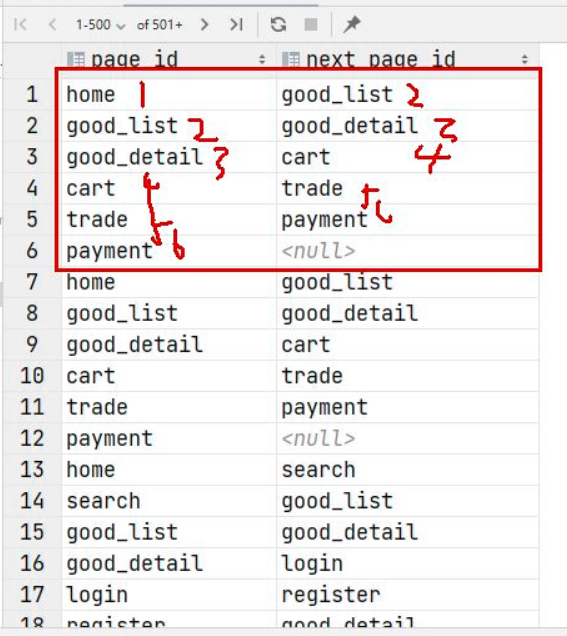 1-500 of 501+
page_id next_page_id
1 home 1 good_list 2
2 good_list 2 good_detail 3
3 good_detail 3 cart 4
4 cart 4 trade 5
5 trade 5 payment 6
6 payment 6 <null>
7 home good_list
8 good_list good_detail
9 good_detail cart
10 cart trade
11 trade payment
12 payment <null>
13 home search
14 search good_list
15 good_list good_detail
16 good_detail login
17 login register
18 register good_detail